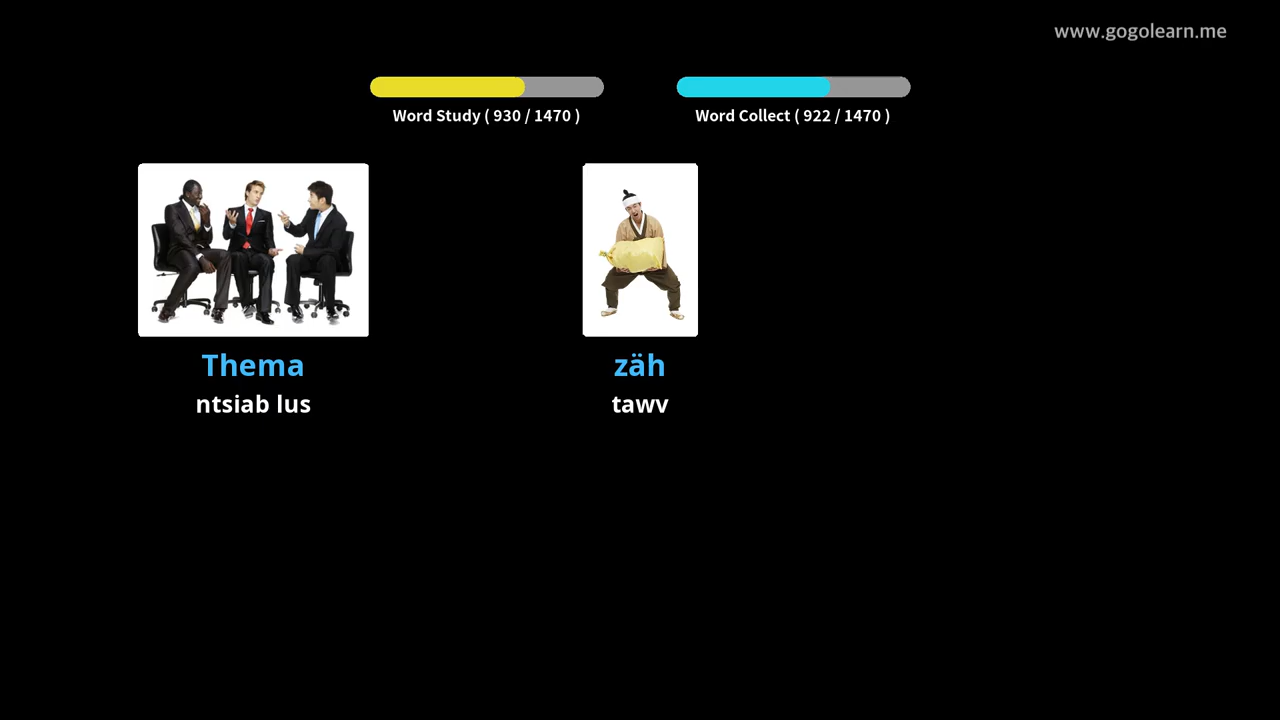 www.gogolearn.me
Word Study ( 930 / 1470 )
Word Collect ( 922 / 1470 )
Thema
ntsiab lus
zäh
tawv